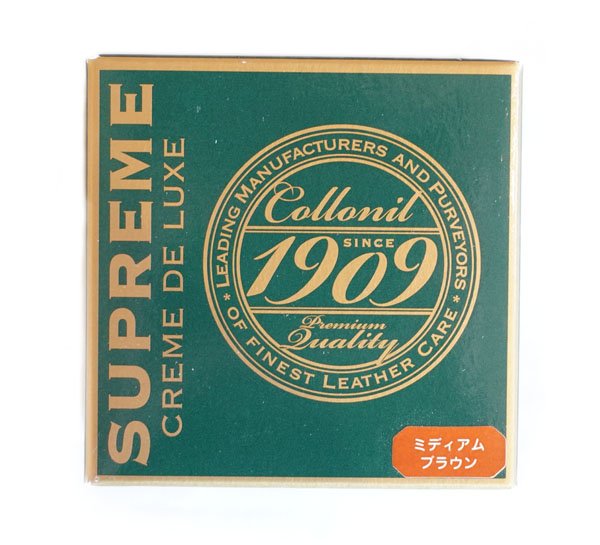 SUPREME
CREME DE LUXE
★ LEADING MANUFACTURERS AND PURVEYORS ★
OF FINEST LEATHER CARE
Collonil
SINCE
1909
Premium
Quality
ミディアム
ブラウン